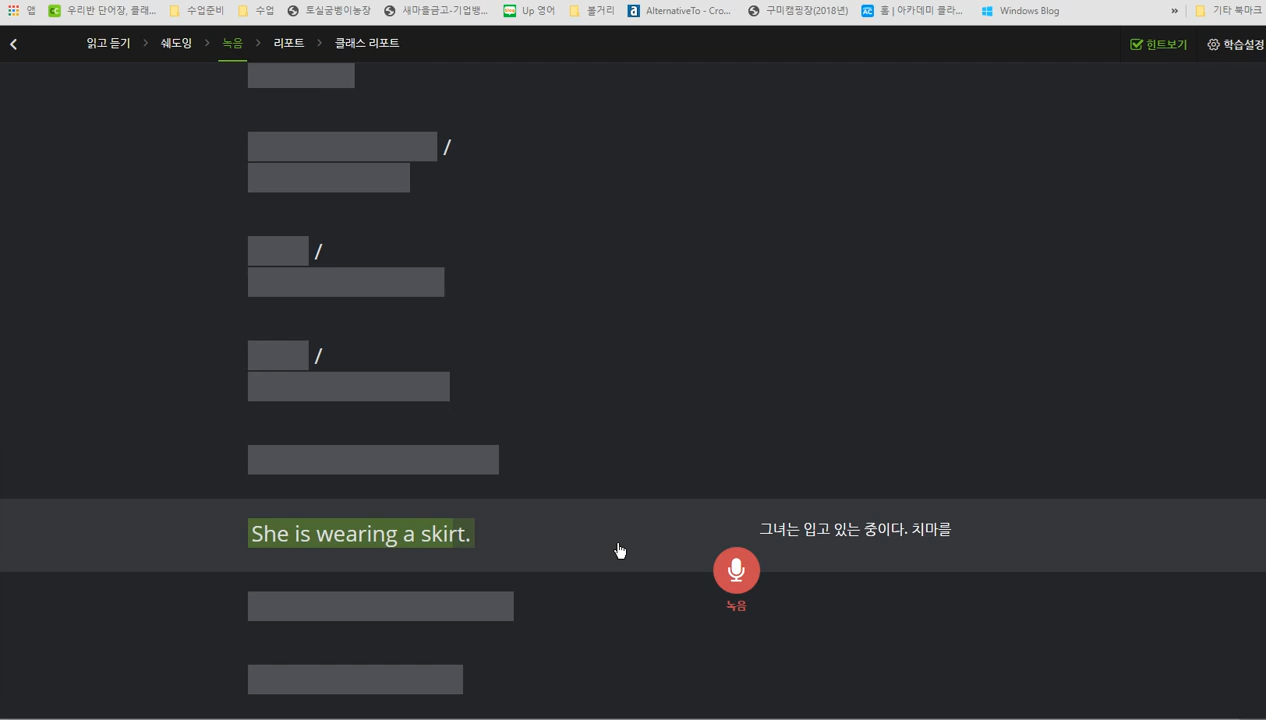 앱 우리반 단어장, 클래... 수업준비 수업 토실굼벵이농장 새마을금고-기업뱅... Up 영어 볼거리 AlternativeTo - Cro... 구미캠핑장(2018년) 홈 | 아카데미 클라... Windows Blog » 기타 북마크
읽고 듣기 > 쉐도잉 > 녹음 > 리포트 > 클래스 리포트 힌트보기 학습설정
/
/
/
She is wearing a skirt. 그녀는 입고 있는 중이다. 치마를
녹음